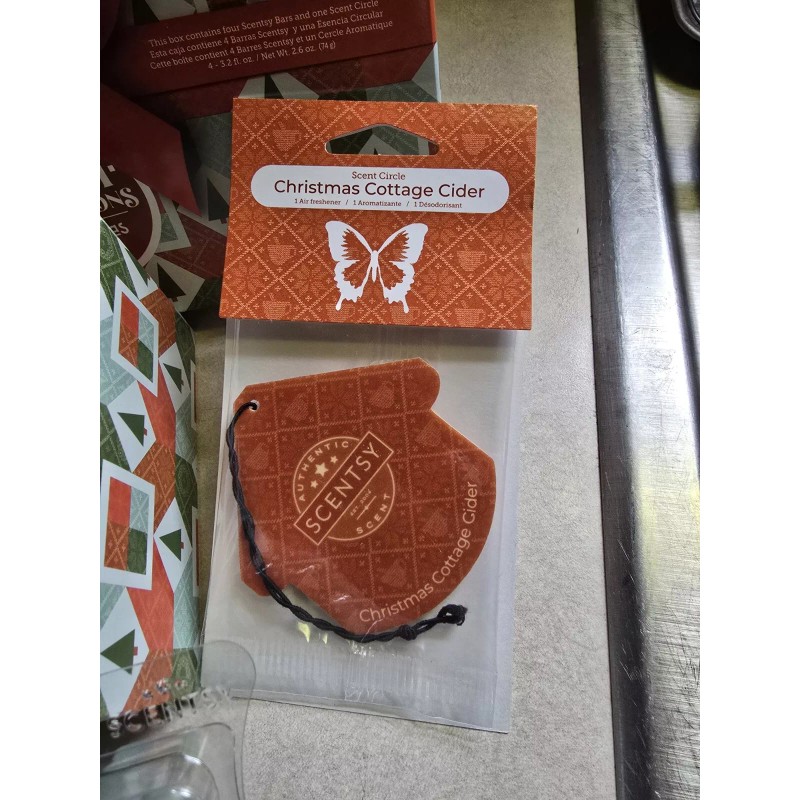 This box contains four Scentsy Bars and one Scent Circle
Esta caja contiene 4 Barras Scentsy y una Esencia Circular
Cette boîte contient 4 Barres Scentsy et un Cercle Aromatique
4 - 3.2 fl. oz. / Net Wt. 2.6 oz. (74g)
Scent Circle
Christmas Cottage Cider
1 Air freshener / 1 Aromatizante / 1 Désodorisant
AUTHENTIC
SCENTSY
EST. 2004
SCENT
Christmas Cottage Cider
SCENTSY